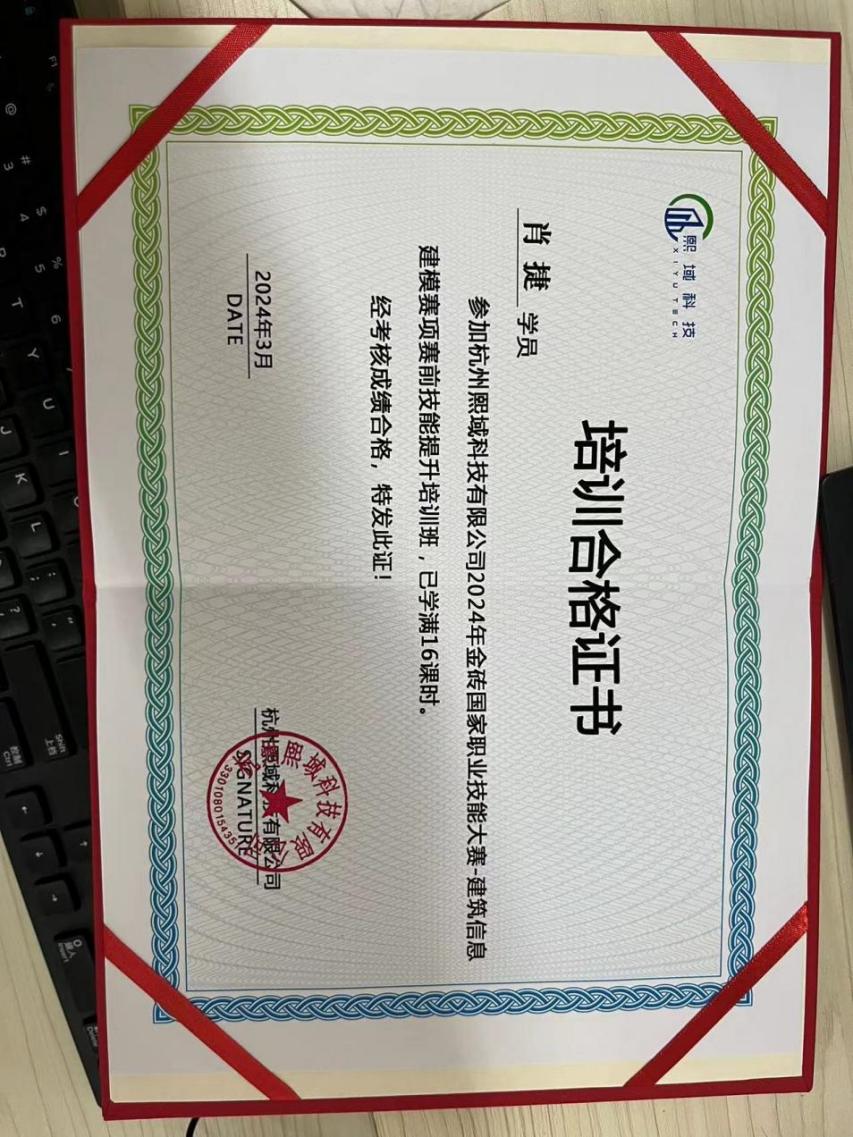 熙域科技
XIYUTECH
培训合格证书
肖捷 学员
参加杭州熙域科技有限公司2024年金砖国家职业技能大赛-建筑信息
建模赛项赛前技能提升培训班，已学满16课时。
经考核成绩合格，特发此证！
2024年3月
DATE
杭州熙域科技有限公司
SIGNATURE